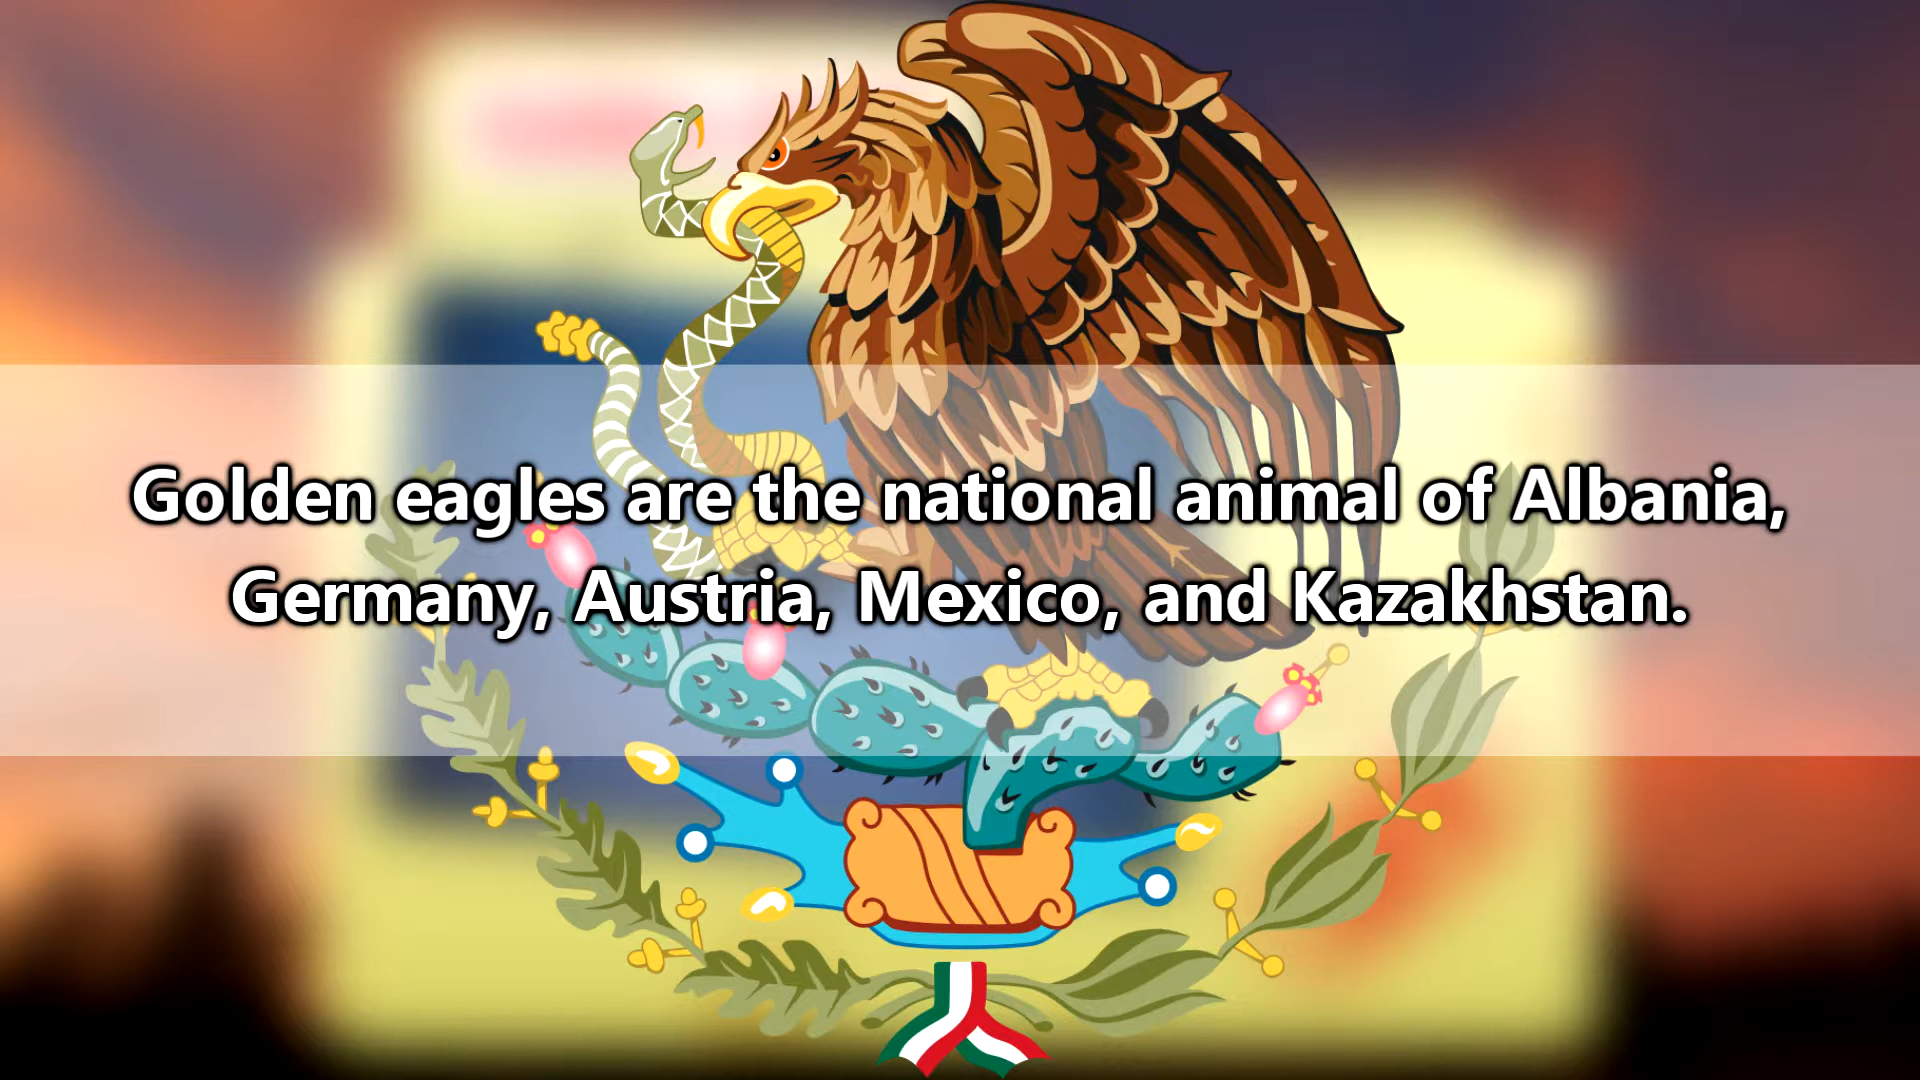 Golden eagles are the national animal of Albania,
Germany, Austria, Mexico, and Kazakhstan.